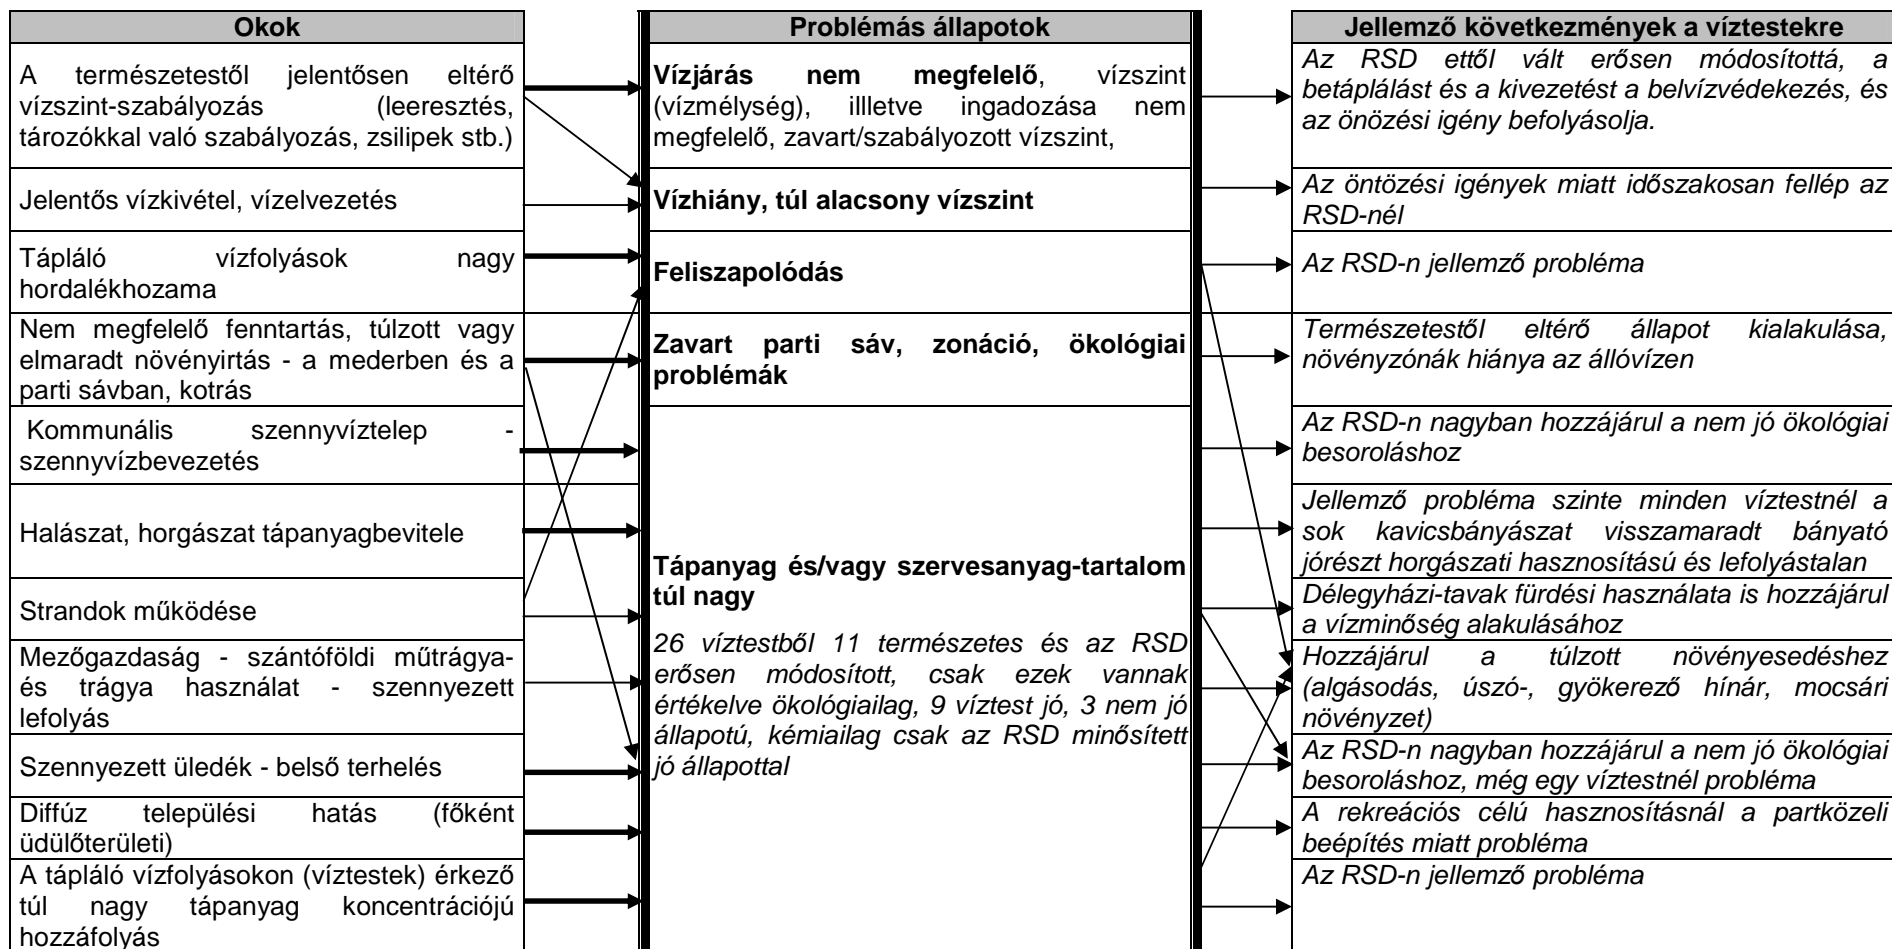 Okok
A természetestől jelentősen eltérő
vízszint-szabályozás (leeresztés,
tározókkal való szabályozás, zsilipek stb.)
Jelentős vízkivétel, vízelvezetés
Tápláló vízfolyások nagy
hordalékhozama
Nem megfelelő fenntartás, túlzott vagy
elmaradt növényirtás - a mederben és a
parti sávban, kotrás
Kommunális szennyvíztelep -
szennyvízbevezetés
Halászat, horgászat tápanyagbevitele
Strandok működése
Mezőgazdaság - szántóföldi műtrágya-
és trágya használat - szennyezett
lefolyás
Szennyezett üledék - belső terhelés
Diffúz települési hatás (főként
üdülőterületi)
A tápláló vízfolyásokon (víztestek) érkező
túl nagy tápanyag koncentrációjú
hozzáfolyás
Problémás állapotok
Vízjárás nem megfelelő, vízszint
(vízmélység), illletve ingadozása nem
megfelelő, zavart/szabályozott vízszint,
Vízhiány, túl alacsony vízszint
Feliszapolódás
Zavart parti sáv, zonáció, ökológiai
problémák
Tápanyag és/vagy szervesanyag-tartalom
túl nagy
26 víztestből 11 természetes és az RSD
erősen módosított, csak ezek vannak
értékelve ökológiailag, 9 víztest jó, 3 nem jó
állapotú, kémiailag csak az RSD minősített
jó állapottal
Jellemző következmények a víztestekre
Az RSD ettől vált erősen módosítottá, a
betáplálást és a kivezetést a belvízvédekezés, és
az önözési igény befolyásolja.
Az öntözési igények miatt időszakosan fellép az
RSD-nél
Az RSD-n jellemző probléma
Természetestől eltérő állapot kialakulása,
növényzónák hiánya az állóvízen
Az RSD-n nagyban hozzájárul a nem jó ökológiai
besoroláshoz
Jellemző probléma szinte minden víztestnél a
sok kavicsbányászat visszamaradt bányató
jórészt horgászati hasznosítású és lefolyástalan
Délegyházi-tavak fürdési használata is hozzájárul
a vízminőség alakulásához
Hozzájárul a túlzott növényesedéshez
(algásodás, úszó-, gyökerező hínár, mocsári
növényzet)
Az RSD-n nagyban hozzájárul a nem jó ökológiai
besoroláshoz, még egy víztestnél probléma
A rekreációs célú hasznosításnál a partközeli
beépítés miatt probléma
Az RSD-n jellemző probléma